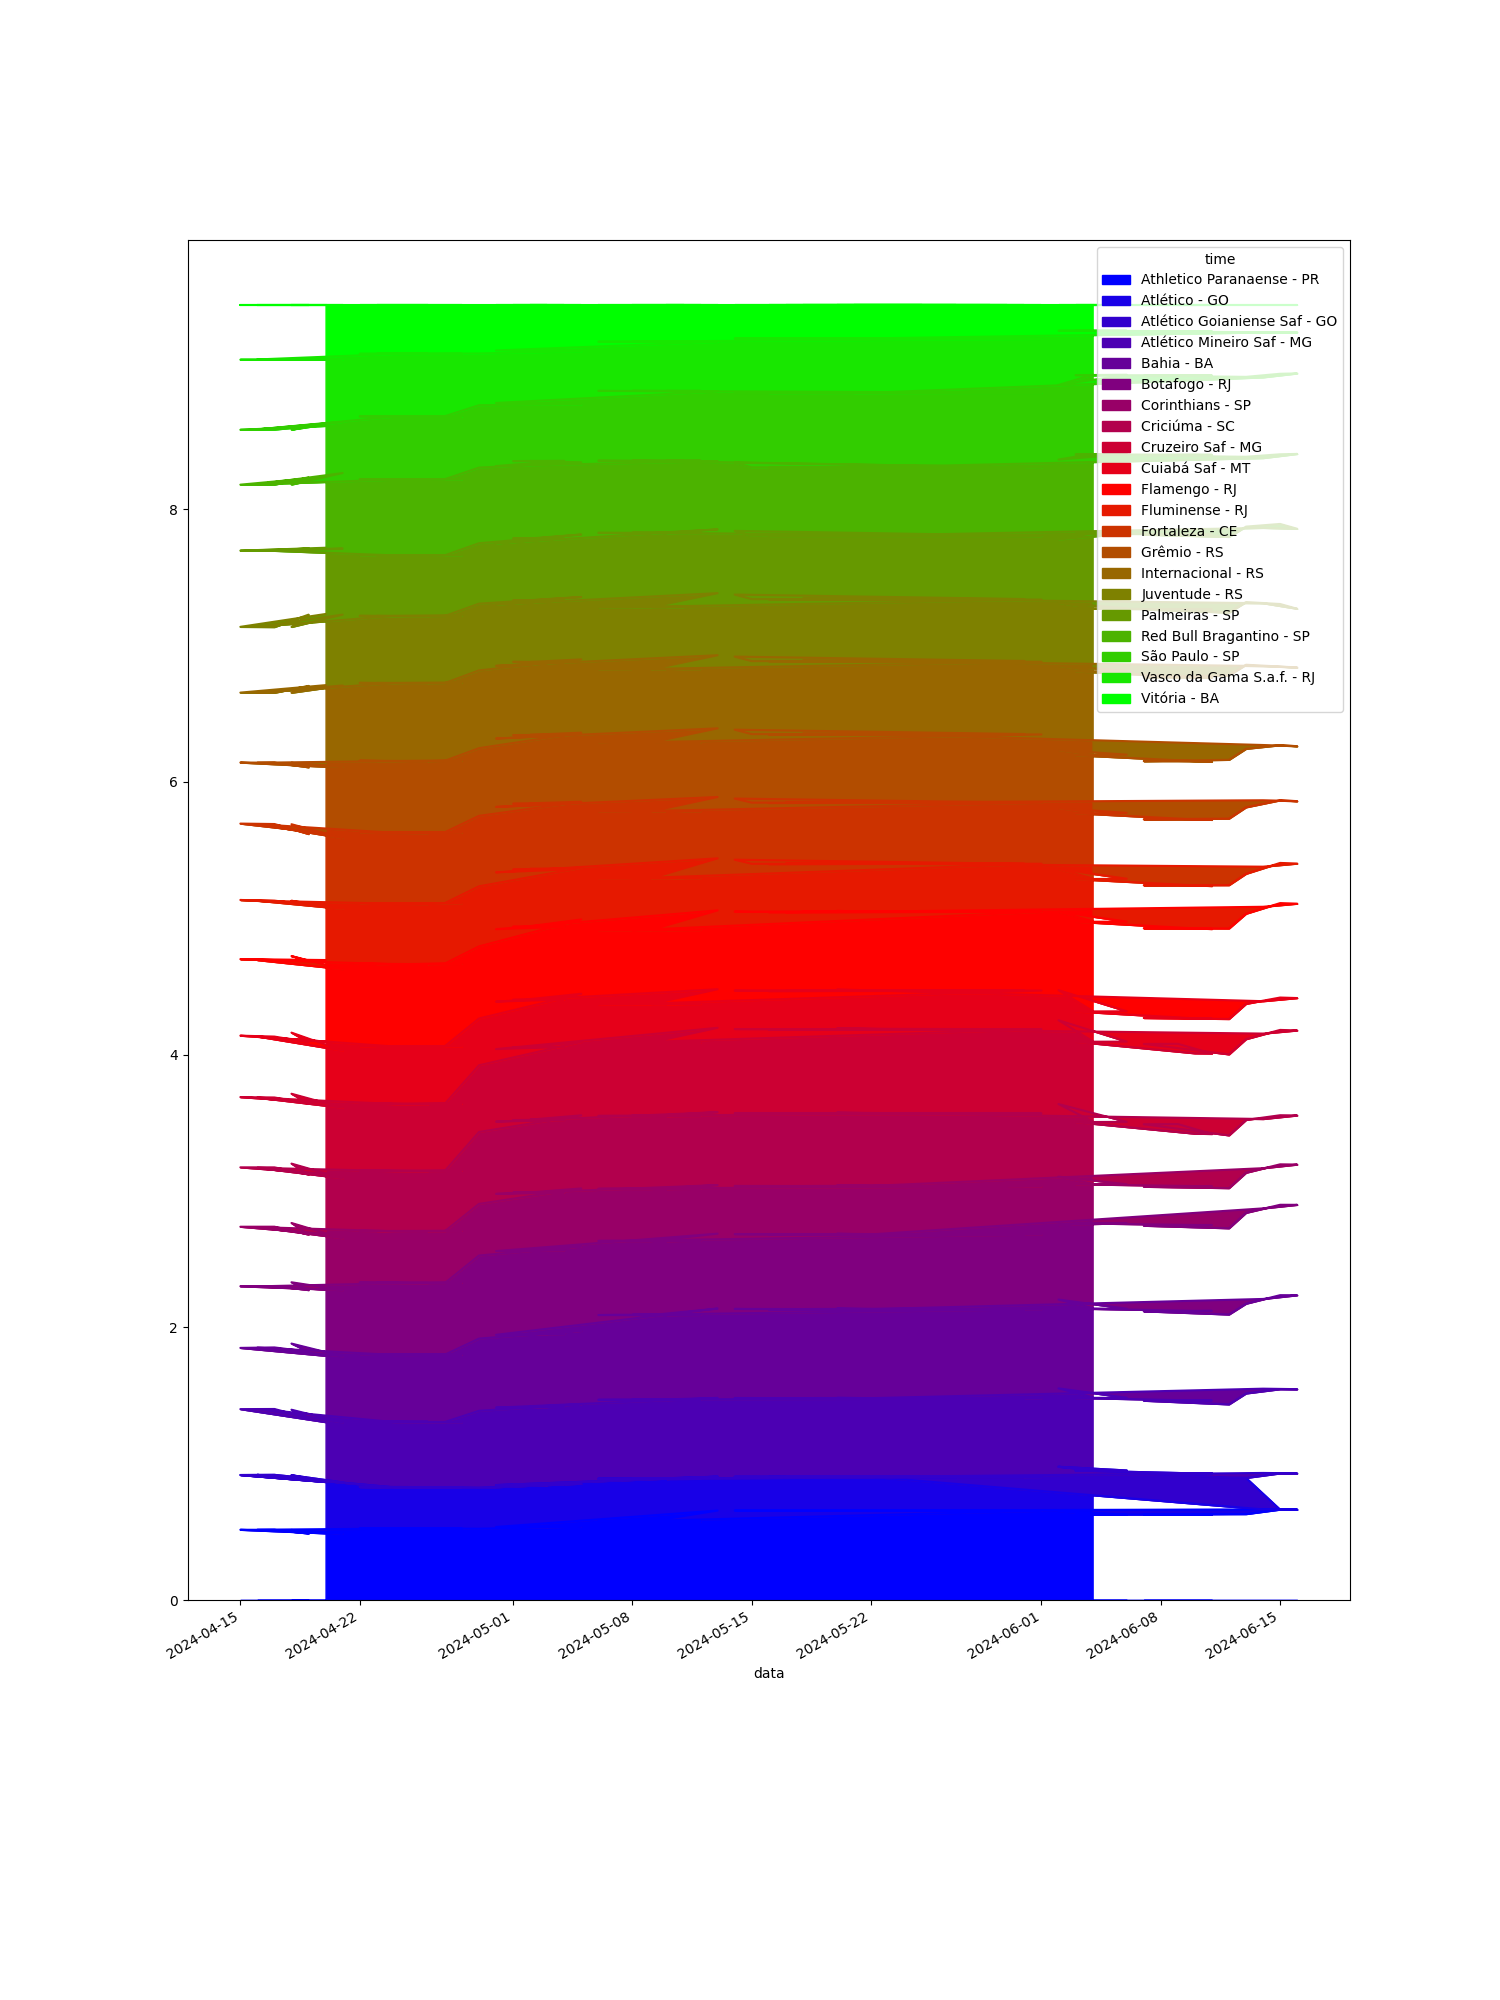 time
Athletico Paranaense - PR
Atlético - GO
Atlético Goianiense Saf - GO
Atlético Mineiro Saf - MG
Bahia - BA
Botafogo - RJ
Corinthians - SP
Criciúma - SC
Cruzeiro Saf - MG
Cuiabá Saf - MT
Flamengo - RJ
Fluminense - RJ
Fortaleza - CE
Grêmio - RS
Internacional - RS
Juventude - RS
Palmeiras - SP
Red Bull Bragantino - SP
São Paulo - SP
Vasco da Gama S.a.f. - RJ
Vitória - BA
8
6
4
2
0
2024-04-15
2024-04-22
2024-05-01
2024-05-08
2024-05-15
2024-05-22
2024-06-01
2024-06-08
2024-06-15
data